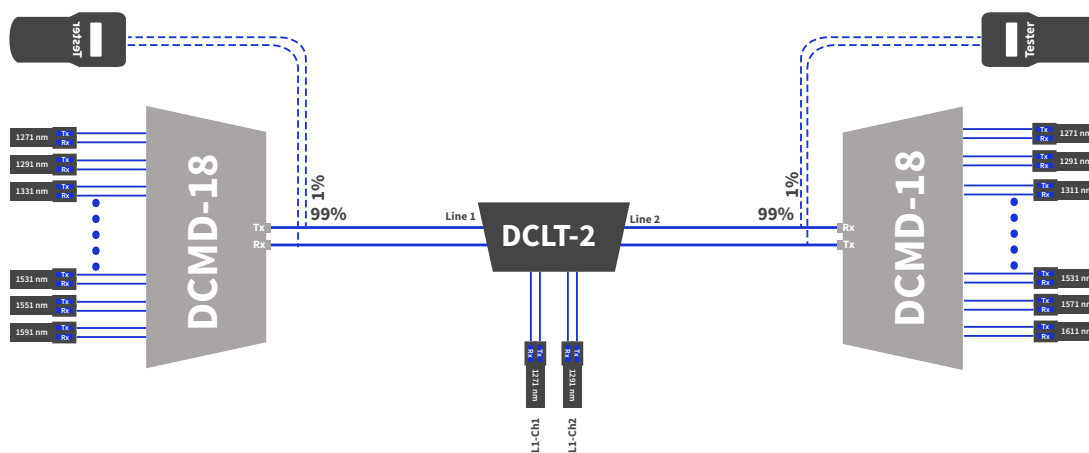 Tester
Tester
1271 nm
Tx
Rx
1291 nm
Tx
Rx
1331 nm
Tx
Rx
1531 nm
Tx
Rx
1551 nm
Tx
Rx
1591 nm
Tx
Rx
DCMD-18
Tx
Rx
1%
99%
Line 1
DCLT-2
Line 2
1%
99%
Rx
Tx
DCMD-18
Tx
Rx
1271 nm
Tx
Rx
1291 nm
Tx
Rx
1311 nm
Tx
Rx
1531 nm
Tx
Rx
1571 nm
Tx
Rx
1611 nm
Rx
Tx
1271 nm
L1-Ch1
Rx
Tx
1291 nm
L1-Ch2